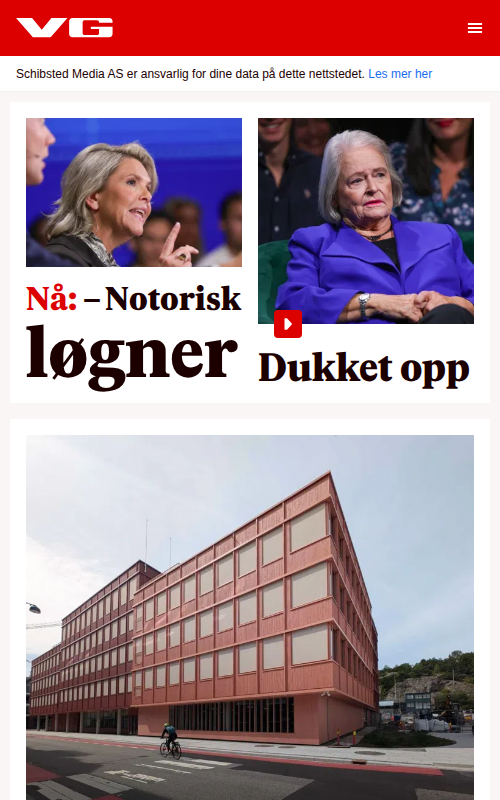 VG
Schibsted Media AS er ansvarlig for dine data på dette nettstedet. Les mer her
Nå: – Notorisk
løgner
Dukket opp